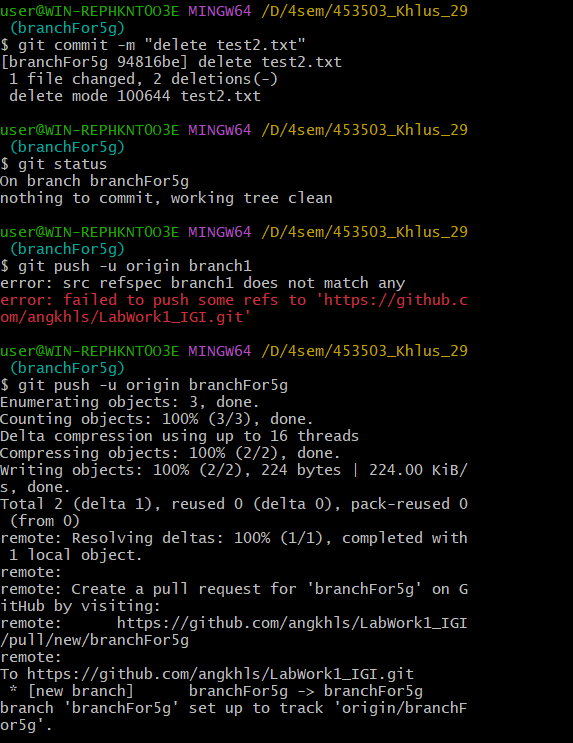 user@WIN-REPHKNTOO3E MINGW64 /D/4sem/453503_Khlus_29
 (branchFor5g)
$ git commit -m "delete test2.txt"
[branchFor5g 94816be] delete test2.txt
 1 file changed, 2 deletions(-)
 delete mode 100644 test2.txt

user@WIN-REPHKNTOO3E MINGW64 /D/4sem/453503_Khlus_29
 (branchFor5g)
$ git status
On branch branchFor5g
nothing to commit, working tree clean

user@WIN-REPHKNTOO3E MINGW64 /D/4sem/453503_Khlus_29
 (branchFor5g)
$ git push -u origin branch1
error: src refspec branch1 does not match any
error: failed to push some refs to 'https://github.c
om/angkhls/LabWork1_IGI.git'

user@WIN-REPHKNTOO3E MINGW64 /D/4sem/453503_Khlus_29
 (branchFor5g)
$ git push -u origin branchFor5g
Enumerating objects: 3, done.
Counting objects: 100% (3/3), done.
Delta compression using up to 16 threads
Compressing objects: 100% (2/2), done.
Writing objects: 100% (2/2), 224 bytes | 224.00 KiB/
s, done.
Total 2 (delta 1), reused 0 (delta 0), pack-reused 0
 (from 0)
remote: Resolving deltas: 100% (1/1), completed with
 1 local object.
remote:
remote: Create a pull request for 'branchFor5g' on G
itHub by visiting:
remote:      https://github.com/angkhls/LabWork1_IGI
/pull/new/branchFor5g
remote:
To https://github.com/angkhls/LabWork1_IGI.git
 * [new branch]      branchFor5g -> branchFor5g
branch 'branchFor5g' set up to track 'origin/branchF
or5g'.